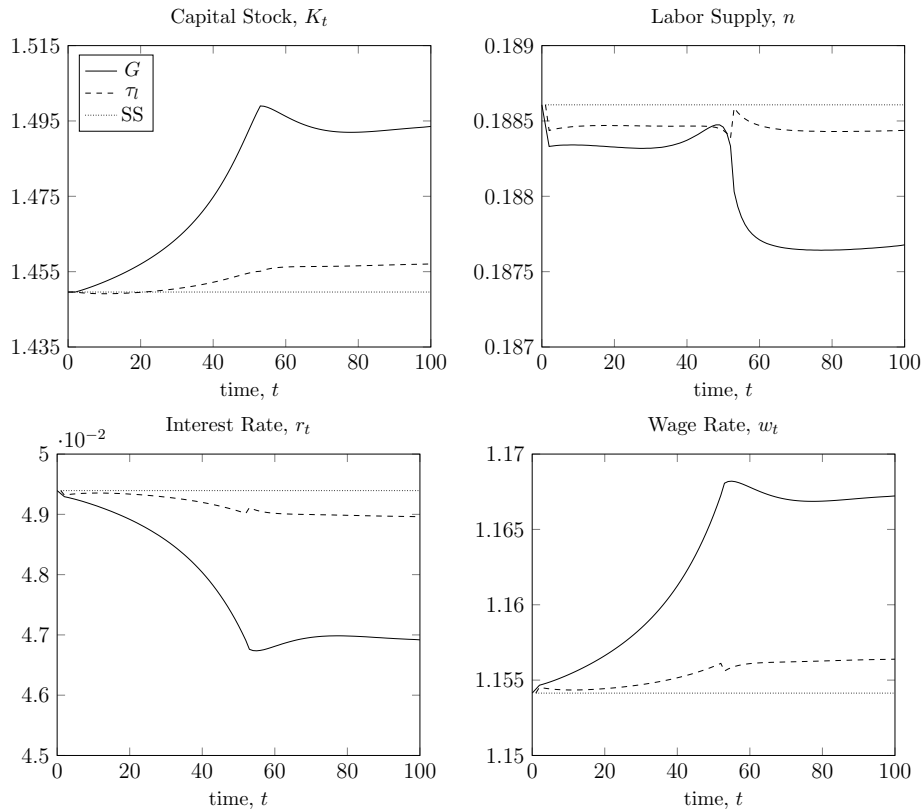 Capital Stock, K_t
1.515
1.495
1.475
1.455
1.435
G
τ_l
SS
0 20 40 60 80 100
time, t
Labor Supply, n
0.189
0.1885
0.188
0.1875
0.187
0 20 40 60 80 100
time, t
Interest Rate, r_t
·10⁻²
5
4.9
4.8
4.7
4.6
4.5
0 20 40 60 80 100
time, t
Wage Rate, w_t
1.17
1.165
1.16
1.155
1.15
0 20 40 60 80 100
time, t